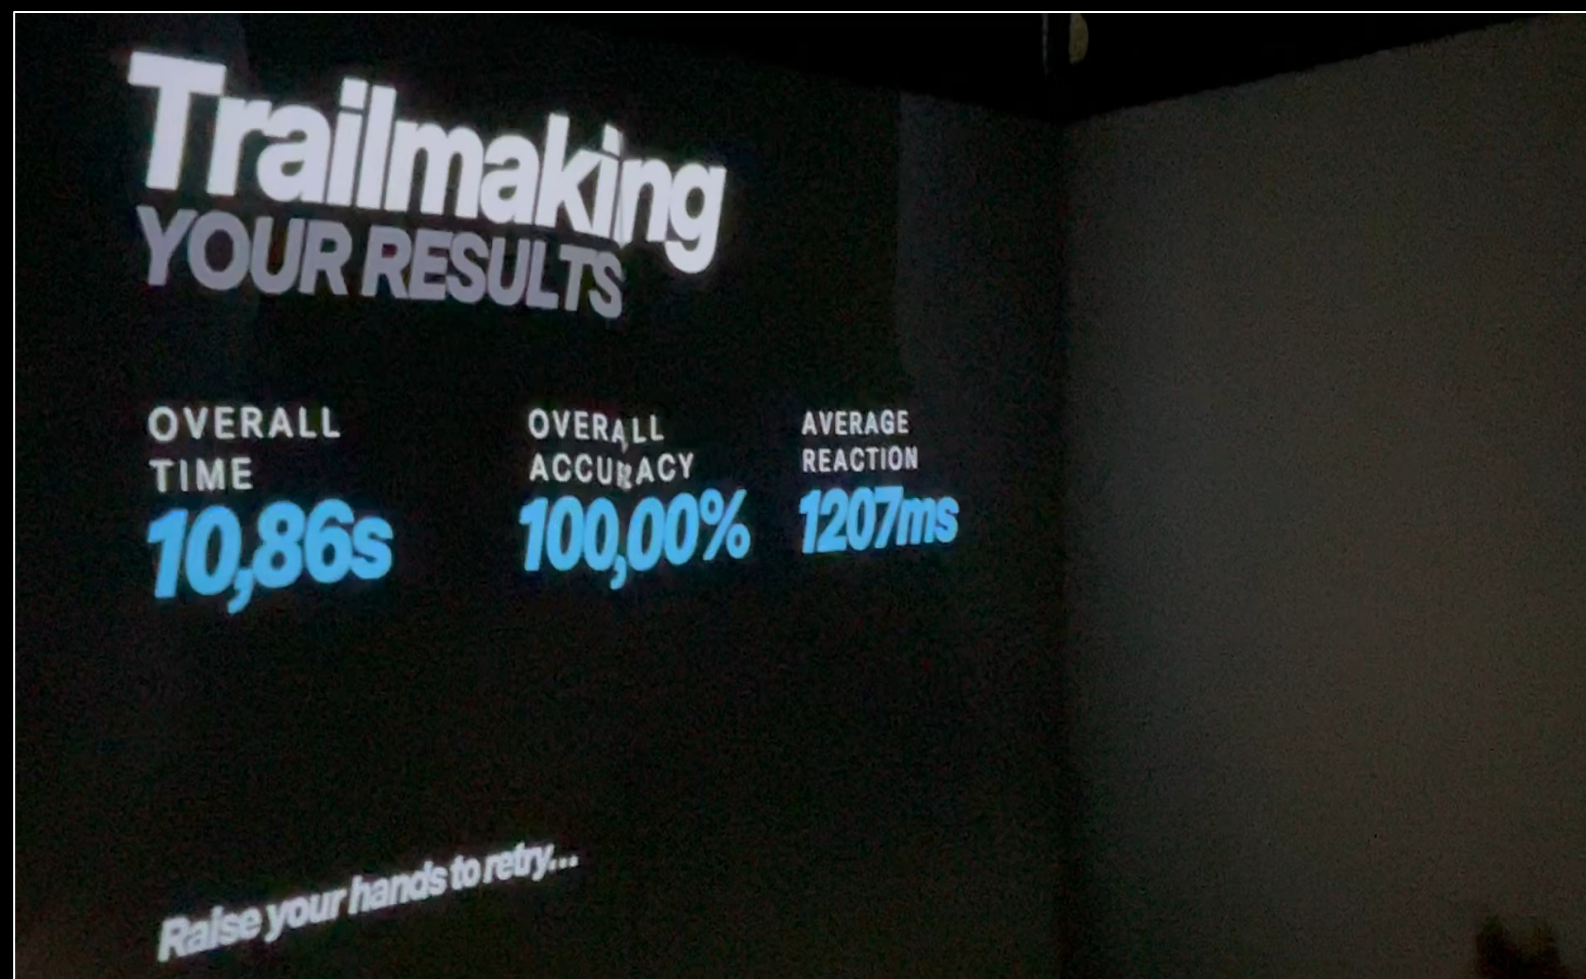 Trailmaking
YOUR RESULTS
OVERALL
TIME
10,86s
OVERALL
ACCURACY
100,00%
AVERAGE
REACTION
1207ms
Raise your hands to retry...